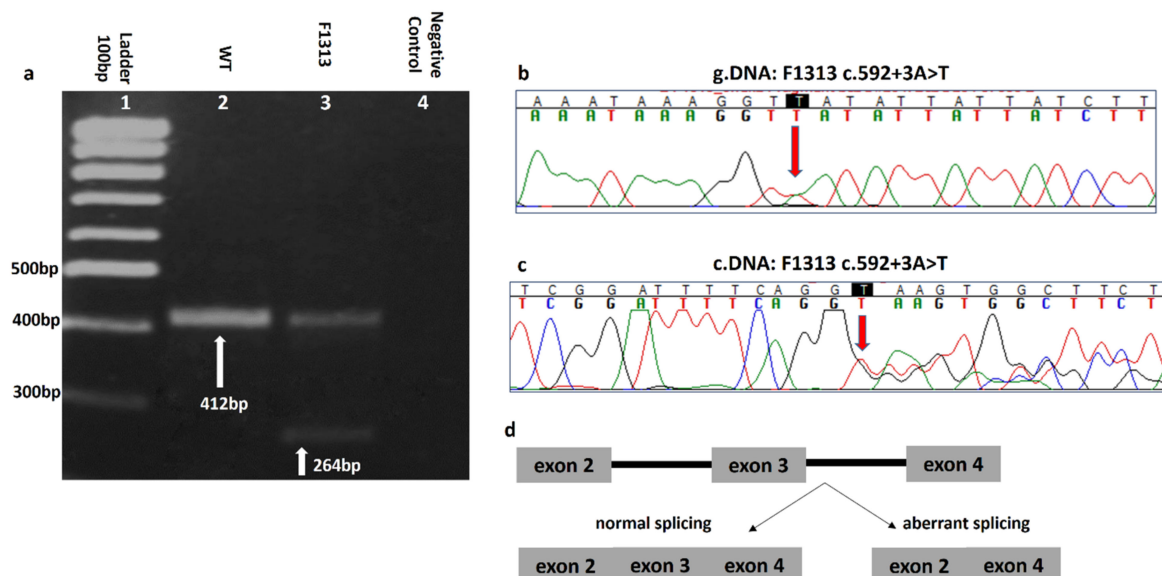 a
Ladder
100bp
WT
F1313
Negative
Control
1
2
3
4
500bp
400bp
300bp
412bp
264bp
b
g.DNA: F1313 c.592+3A>T
A A A T A A A G G T T A T A T T A T T A T C T T
A A A T A A A G G T T A T A T T A T T A T C T T
c
c.DNA: F1313 c.592+3A>T
T C G G A T T T T C A G G T A A G T G G C T T C T
T C G G A T T T T C A G G T A A G T G G C T T C T
d
exon 2
exon 3
exon 4
normal splicing
aberrant splicing
exon 2 exon 3 exon 4
exon 2 exon 4